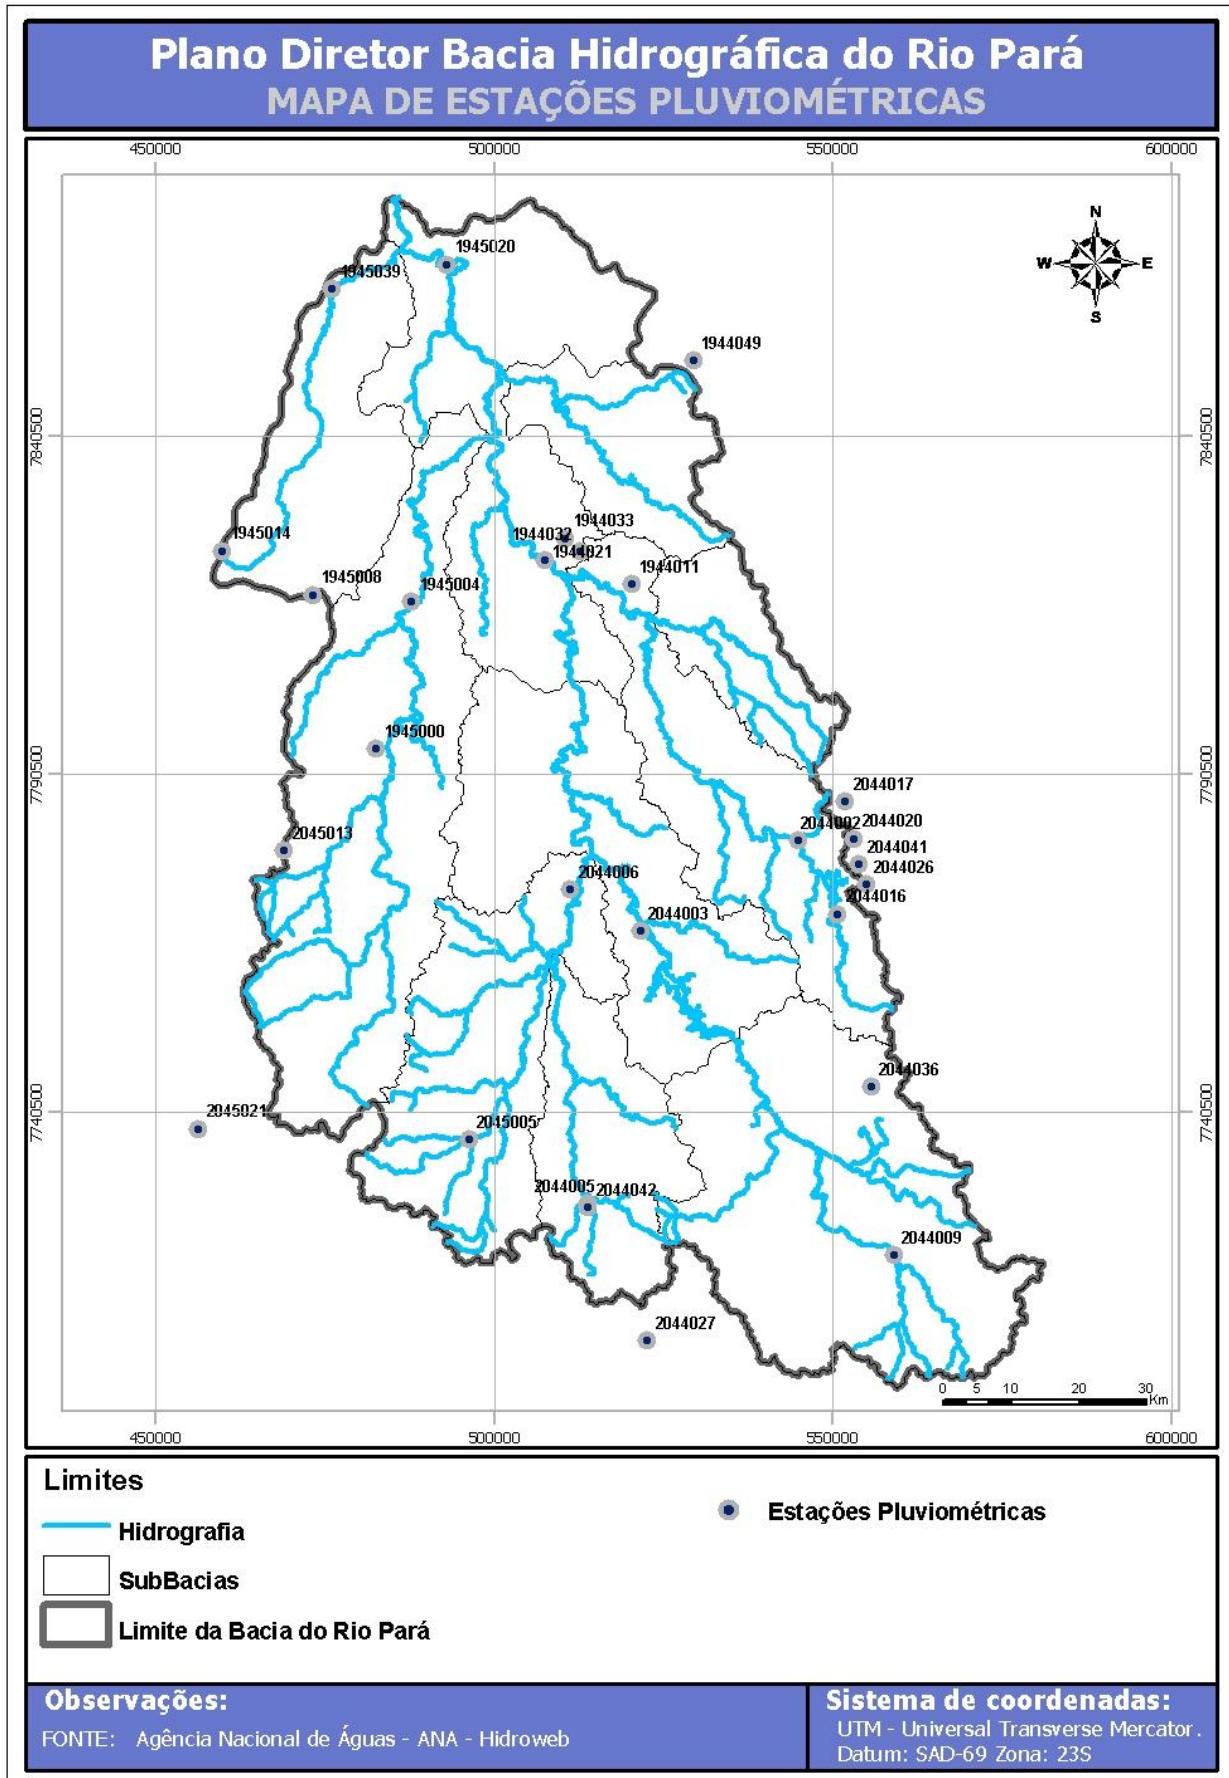 Plano Diretor Bacia Hidrográfica do Rio Pará
MAPA DE ESTAÇÕES PLUVIOMÉTRICAS
450000 500000 550000 600000
N
W E
S
1945020
1945039
1944049
7840500 7840500
1944033
1944032
1945014
1944021
1944011
1945008
1945004
1945000
7790500 7790500
2044017
2044002
2044020
2045013
2044041
2044026
2044006
2044016
2044003
2044036
2045021
7740500 7740500
2045005
2044005
2044042
2044009
2044027
0 5 10 20 30
Km
450000 500000 550000 600000
Limites
Hidrografia
Estações Pluviométricas
SubBacias
Limite da Bacia do Rio Pará
Observações:
FONTE: Agência Nacional de Águas - ANA - Hidroweb
Sistema de coordenadas:
UTM - Universal Transverse Mercator.
Datum: SAD-69 Zona: 23S